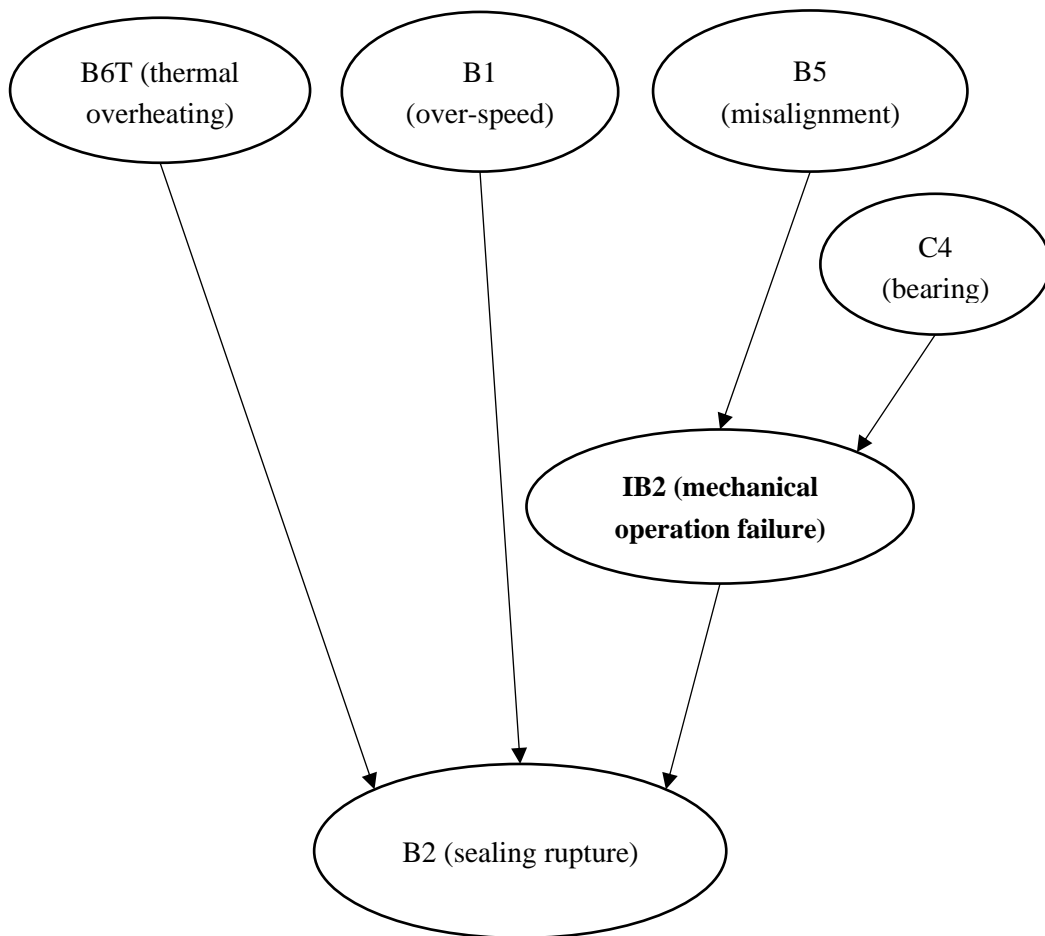 B6T (thermal
overheating)
B1
(over-speed)
B5
(misalignment)
C4
(bearing)
IB2 (mechanical
operation failure)
B2 (sealing rupture)